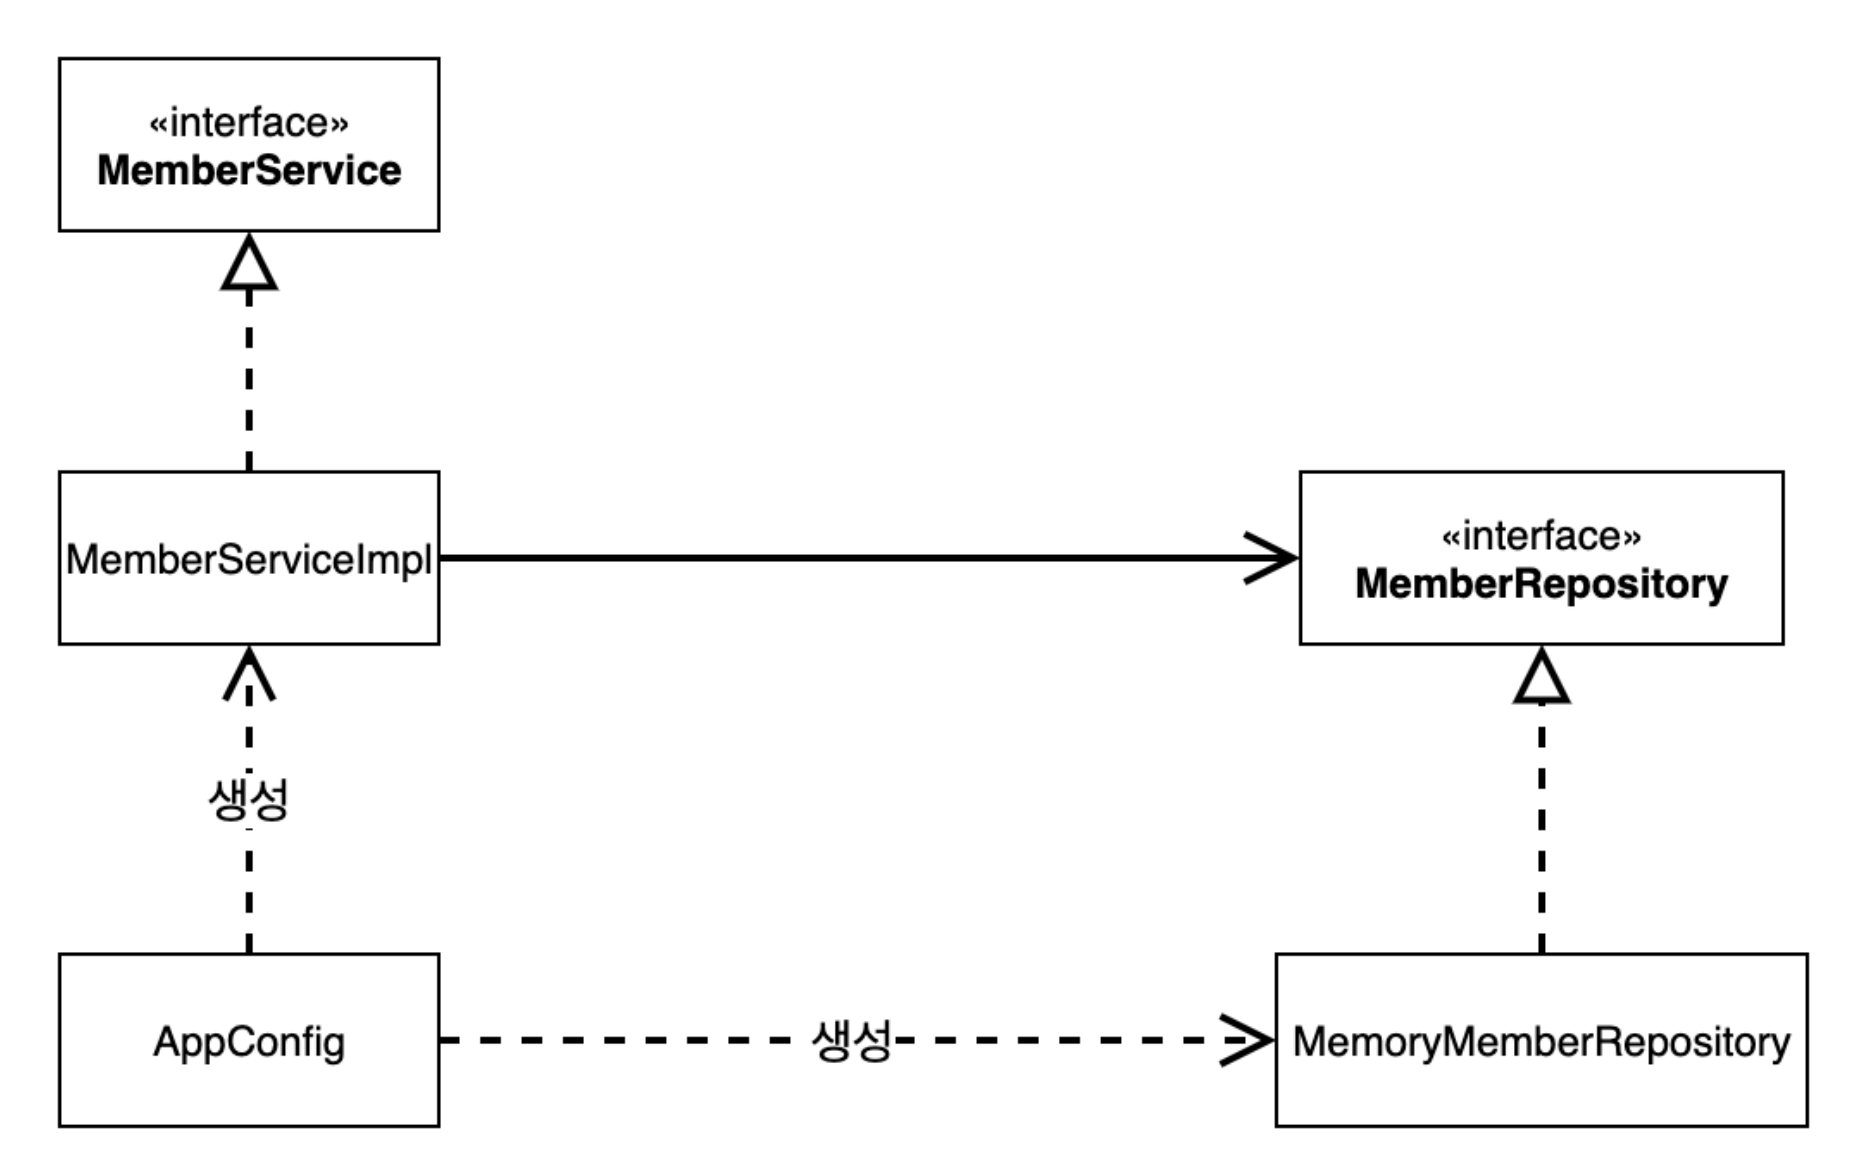 «interface»
MemberService
MemberServiceImpl
«interface»
MemberRepository
생성
AppConfig
생성
MemoryMemberRepository